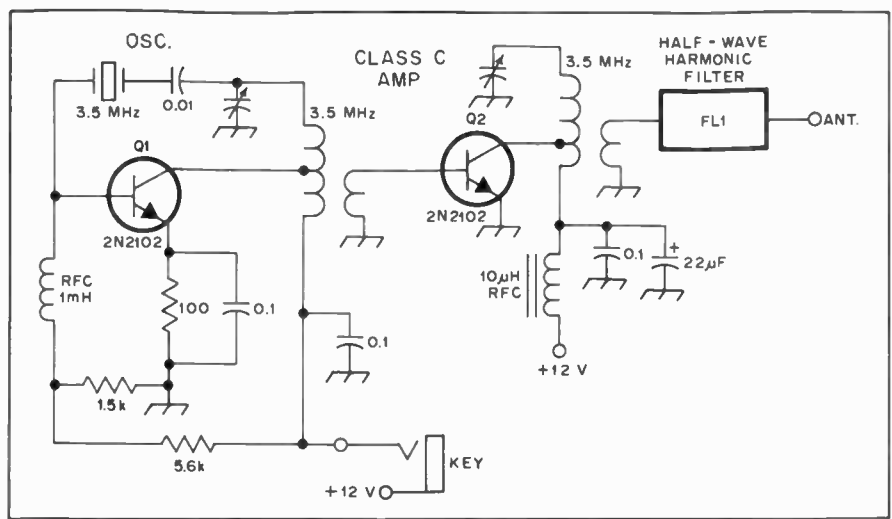 OSC.
3.5 MHz
0.01
Q1
2N2102
RFC
1mH
100
0.1
1.5k
5.6k
3.5 MHz
0.1
+12 V
KEY
CLASS C
AMP
Q2
2N2102
3.5 MHz
0.1
+
22µF
10µH
RFC
+12 V
HALF-WAVE
HARMONIC
FILTER
FL1
ANT.